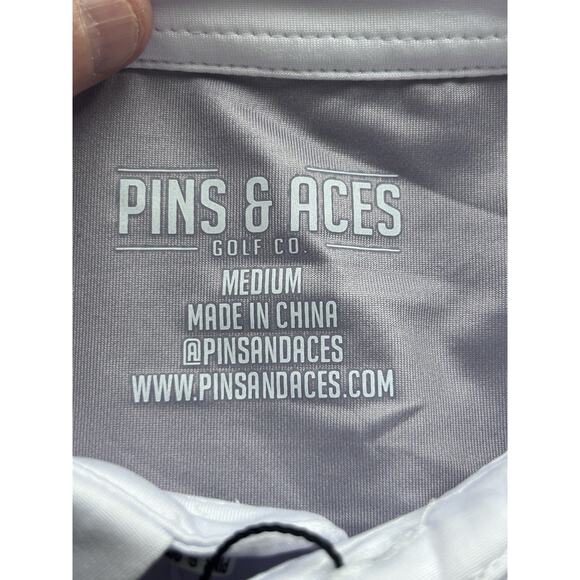 PINS & ACES
GOLF CO.
MEDIUM
MADE IN CHINA
@PINSANDACES
WWW.PINSANDACES.COM